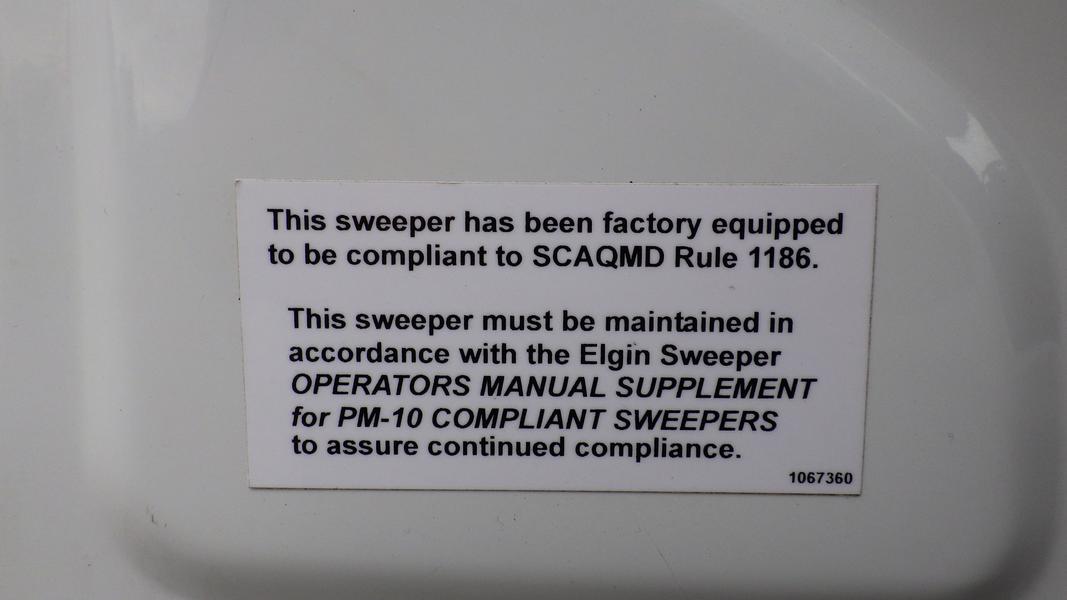 This sweeper has been factory equipped
to be compliant to SCAQMD Rule 1186.
This sweeper must be maintained in
accordance with the Elgin Sweeper
OPERATORS MANUAL SUPPLEMENT
for PM-10 COMPLIANT SWEEPERS
to assure continued compliance.
1067360